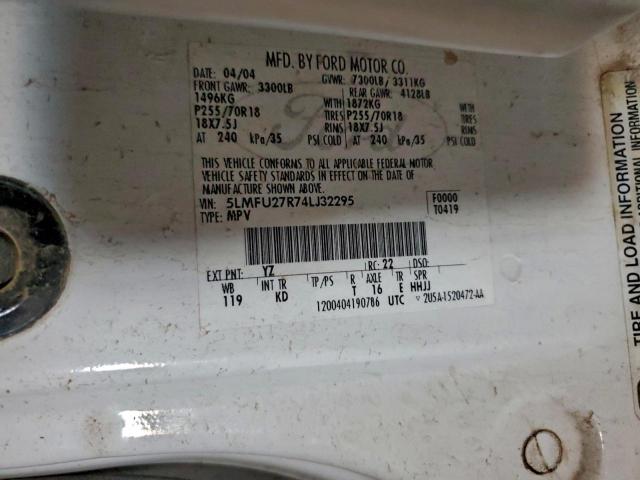 MFD. BY FORD MOTOR CO.
DATE: 04/04 GVWR: 7300LB/ 3311KG
FRONT GAWR: 3300LB REAR GAWR: 4128LB
1496KG WITH 1872KG WITH
P255/70R18 TIRES P255/70R18 TIRES
18X7.5J RIMS 18X7.5J RIMS
AT 240 kPa/35 PSI COLD AT 240 kPa/35 PSI COLD
THIS VEHICLE CONFORMS TO ALL APPLICABLE FEDERAL MOTOR
VEHICLE SAFETY STANDARDS IN EFFECT ON THE DATE OF
MANUFACTURE SHOWN ABOVE.
VIN: 5LMFU27R74LJ32295 F0000
TYPE: MPV T0419
EXT PNT: YZ RC: 22 DSO:
WB INT TR TP/PS R AXLE TR SPR
119 KD T 16 E HHJJ
1200404190786 UTC 2U5A-1520472-AA
Ford
TIRE AND LOAD INFORMATION
ADDITIONAL INFORMATION